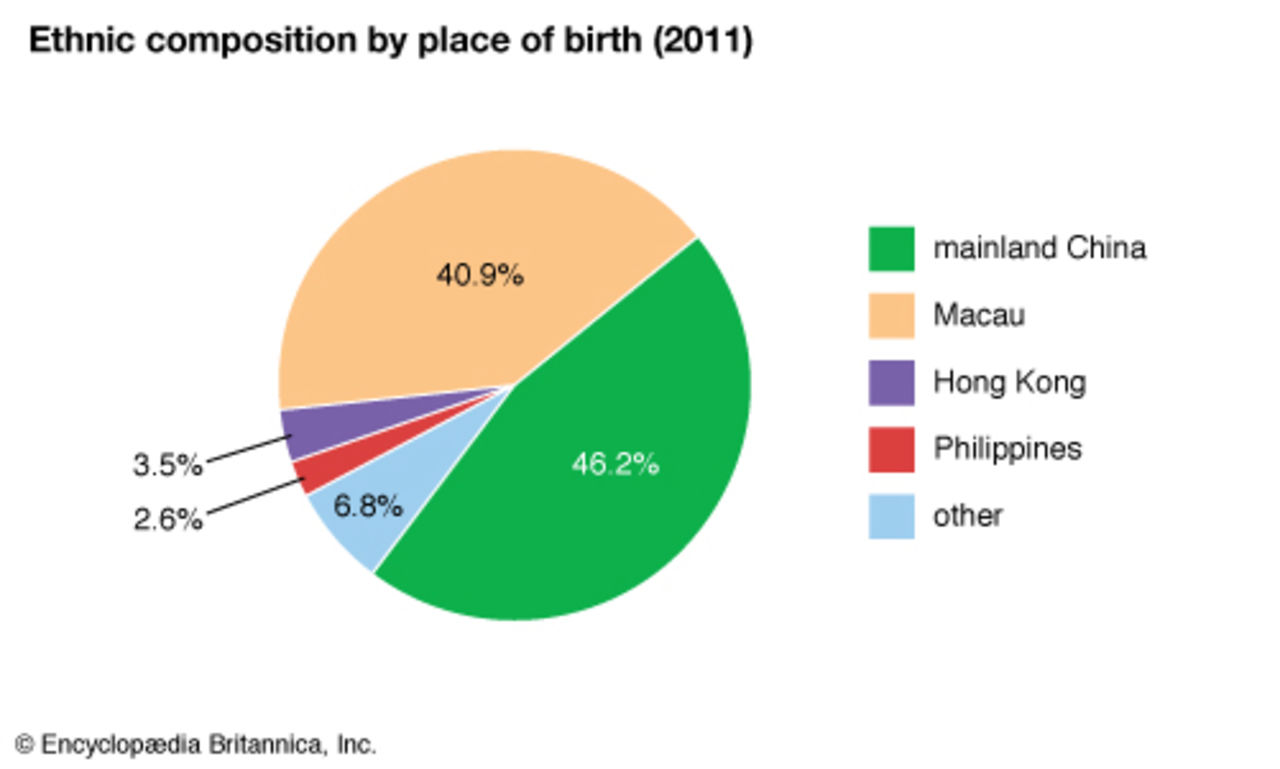 Ethnic composition by place of birth (2011)
40.9%
46.2%
3.5%
2.6%
6.8%
mainland China
Macau
Hong Kong
Philippines
other
© Encyclopædia Britannica, Inc.